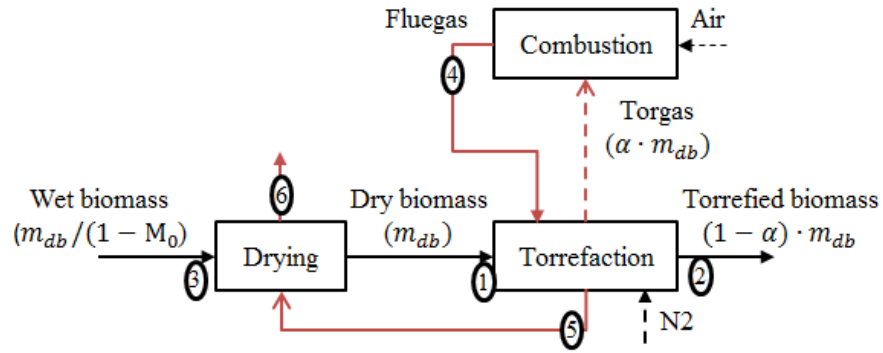 Fluegas
Combustion
Air
4
Torgas
(α · m_db)
6
Wet biomass
(m_db/(1 − M_0)
Dry biomass
(m_db)
Torrefied biomass
(1 − α) · m_db
3
Drying
1
Torrefaction
2
5
N2